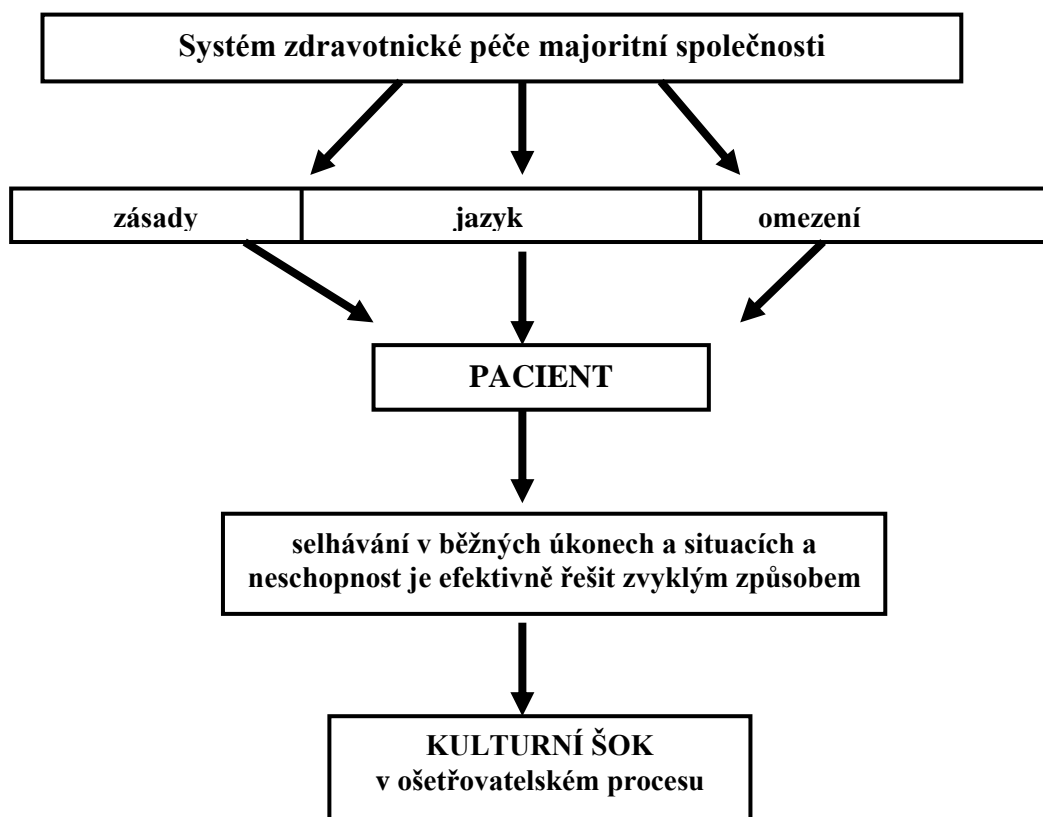 Systém zdravotnické péče majoritní společnosti
zásady
jazyk
omezení
PACIENT
selhávání v běžných úkonech a situacích a
neschopnost je efektivně řešit zvyklým způsobem
KULTURNÍ ŠOK
v ošetřovatelském procesu